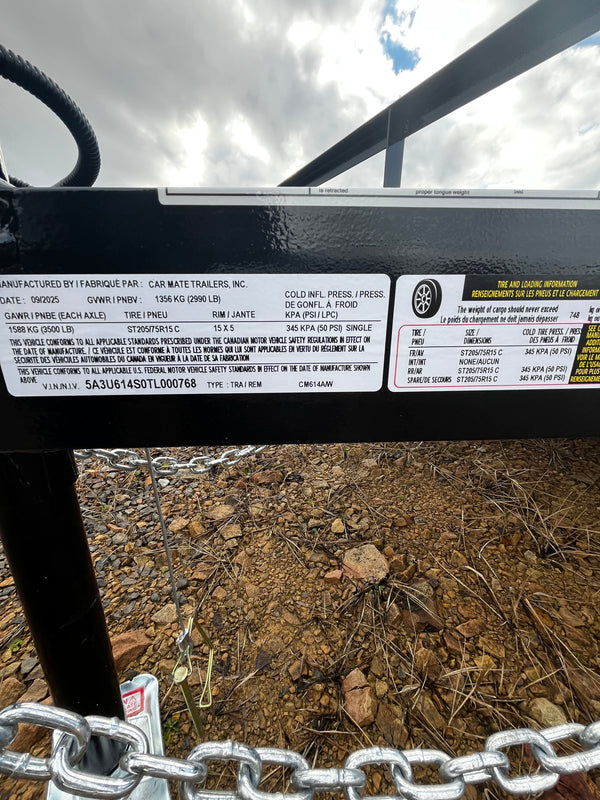 is retracted proper tongue weight
MANUFACTURED BY I FABRIQUÉ PAR: CAR MATE TRAILERS, INC.
DATE: 09/2025 GVWR I PNBV: 1356 KG (2990 LB)
COLD INFL. PRESS. / PRESS.
DE GONFL. À FROID
GAWR I PNBE (EACH AXLE) TIRE I PNEU RIM / JANTE KPA (PSI / LPC)
1588 KG (3500 LB) ST205/75R15 C 15 X 5 345 KPA (50 PSI) SINGLE
THIS VEHICLE CONFORMS TO ALL APPLICABLE STANDARDS PRESCRIBED UNDER THE CANADIAN MOTOR VEHICLE SAFETY REGULATIONS IN EFFECT ON
THE DATE OF MANUFACTURE. / CE VÉHICULE EST CONFORME À TOUTES LES NORMES QUI LUI SONT APPLICABLES EN VERTU DU RÈGLEMENT SUR LA
SÉCURITÉ DES VÉHICULES AUTOMOBILES DU CANADA EN VIGUEUR À LA DATE DE SA FABRICATION
THIS VEHICLE CONFORMS TO ALL APPLICABLE U.S. FEDERAL MOTOR VEHICLE SAFETY STANDARDS IN EFFECT ON THE DATE OF MANUFACTURE SHOWN
ABOVE.
V.I.N./N.I.V. 5A3U614S0TL000768 TYPE : TRA / REM CM614A/W
TIRE AND LOADING INFORMATION
RENSEIGNEMENTS SUR LES PNEUS ET LE CHARGEMENT
The weight of cargo should never exceed
Le poids du chargement ne doit jamais dépasser 748
TIRE / SIZE / COLD TIRE PRESS /
PNEU DIMENSIONS DES PNEUS À FROID
FR/AV ST205/75R15 C 345 KPA (50 PSI)
INT/INT NONE/AUCUN
RR/AR ST205/75R15 C 345 KPA (50 PSI)
SPARE/DE SECOURS ST205/75R15 C 345 KPA (50 PSI)
SEE